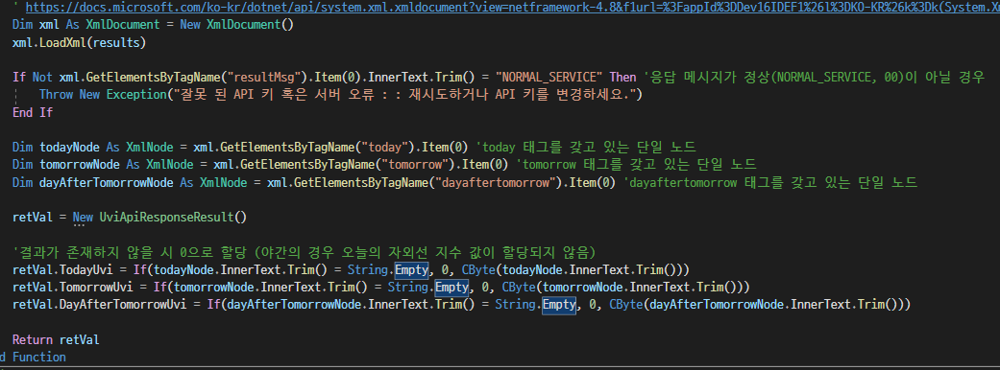 ' https://docs.microsoft.com/ko-kr/dotnet/api/system.xml.xmldocument?view=netframework-4.8&f1url=%3FappId%3DDev16IDEF1%26l%3DKO-KR%26k%3Dk(System.Xm
Dim xml As XmlDocument = New XmlDocument()
xml.LoadXml(results)
If Not xml.GetElementsByTagName("resultMsg").Item(0).InnerText.Trim() = "NORMAL_SERVICE" Then '응답 메시지가 정상(NORMAL_SERVICE, 00)이 아닐 경우
Throw New Exception("잘못 된 API 키 혹은 서버 오류 : : 재시도하거나 API 키를 변경하세요.")
End If
Dim todayNode As XmlNode = xml.GetElementsByTagName("today").Item(0) 'today 태그를 갖고 있는 단일 노드
Dim tomorrowNode As XmlNode = xml.GetElementsByTagName("tomorrow").Item(0) 'tomorrow 태그를 갖고 있는 단일 노드
Dim dayAfterTomorrowNode As XmlNode = xml.GetElementsByTagName("dayaftertomorrow").Item(0) 'dayaftertomorrow 태그를 갖고 있는 단일 노드
retVal = New UviApiResponseResult()
'결과가 존재하지 않을 시 0으로 할당 (야간의 경우 오늘의 자외선 지수 값이 할당되지 않음)
retVal.TodayUvi = If(todayNode.InnerText.Trim() = String.Empty, 0, CByte(todayNode.InnerText.Trim()))
retVal.TomorrowUvi = If(tomorrowNode.InnerText.Trim() = String.Empty, 0, CByte(tomorrowNode.InnerText.Trim()))
retVal.DayAfterTomorrowUvi = If(dayAfterTomorrowNode.InnerText.Trim() = String.Empty, 0, CByte(dayAfterTomorrowNode.InnerText.Trim()))
Return retVal
d Function